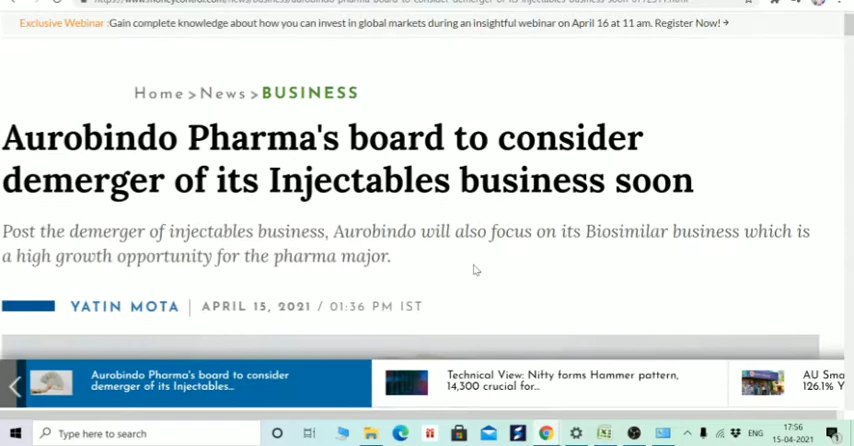 Exclusive Webinar :Gain complete knowledge about how you can invest in global markets during an insightful webinar on April 16 at 11 am. Register Now! →
Home > News > BUSINESS
Aurobindo Pharma's board to consider
demerger of its Injectables business soon
Post the demerger of injectables business, Aurobindo will also focus on its Biosimilar business which is
a high growth opportunity for the pharma major.
YATIN MOTA | APRIL 15, 2021 / 01:36 PM IST
Aurobindo Pharma's board to consider
demerger of its Injectables...
Technical View: Nifty forms Hammer pattern,
14,300 crucial for...
AU Sma
126.1% Y
Type here to search
ENG
17:56
15-04-2021